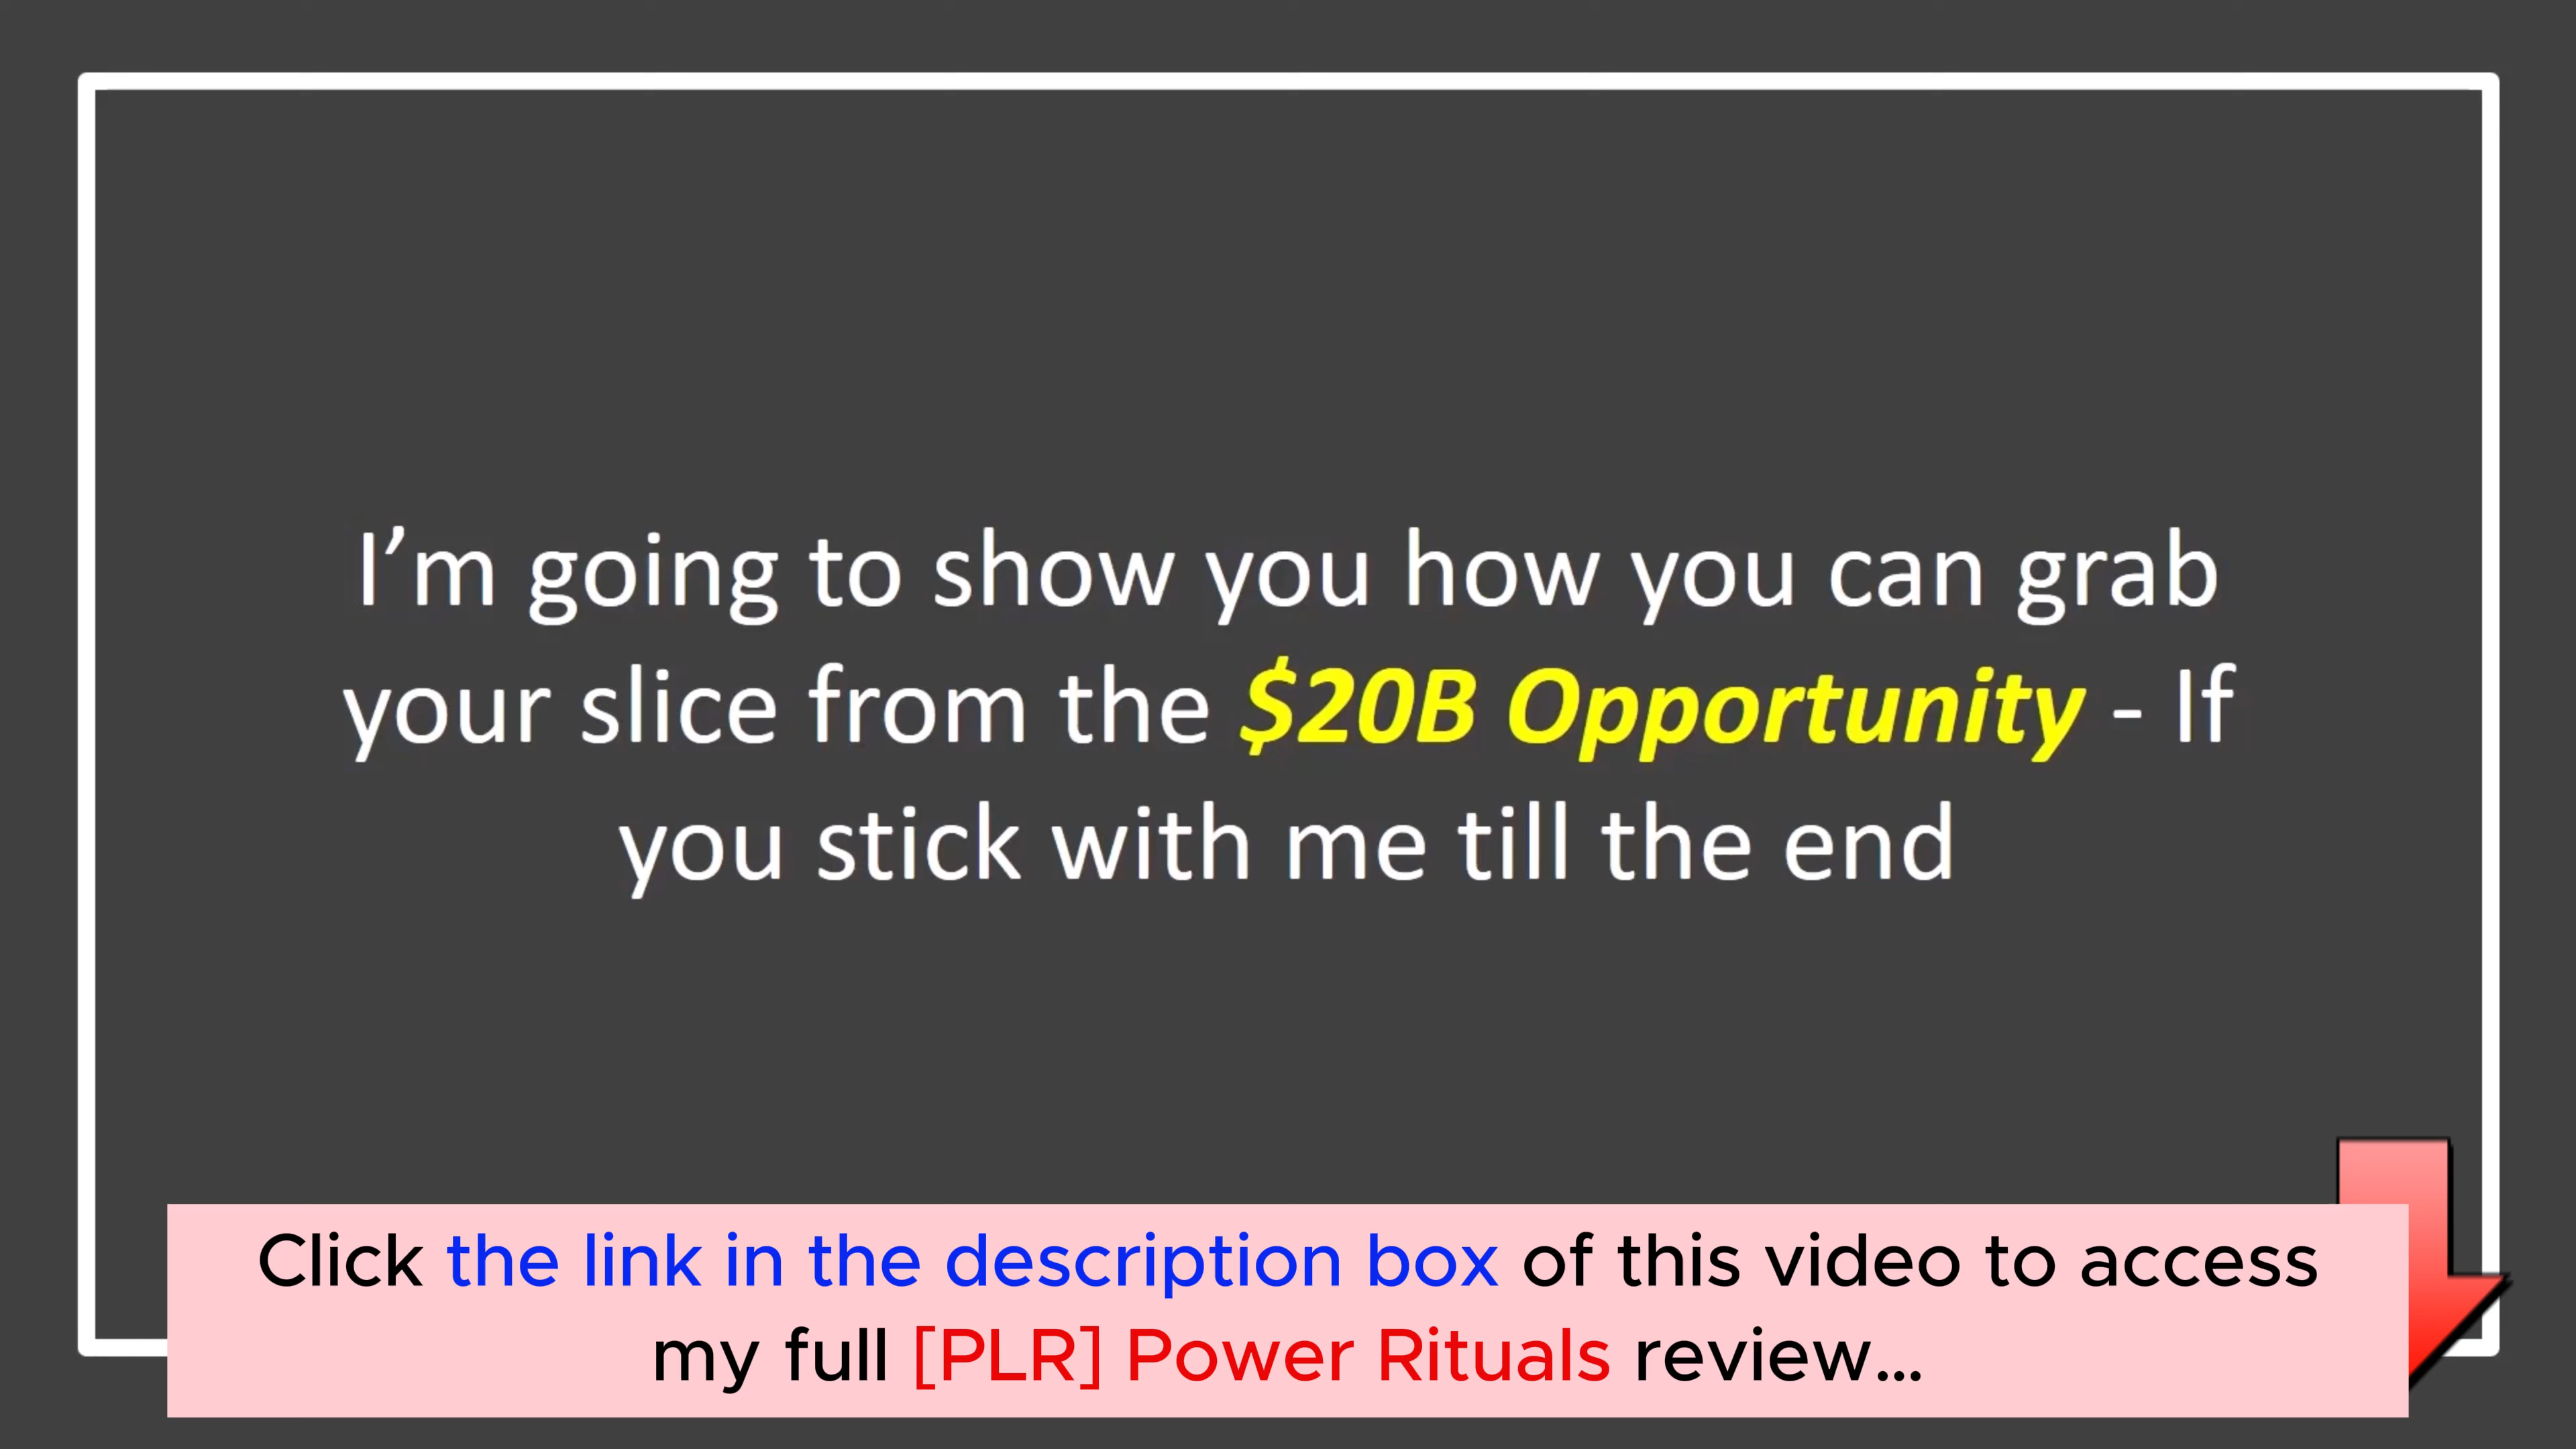 I’m going to show you how you can grab
your slice from the $20B Opportunity - If
you stick with me till the end
Click the link in the description box of this video to access
my full [PLR] Power Rituals review...